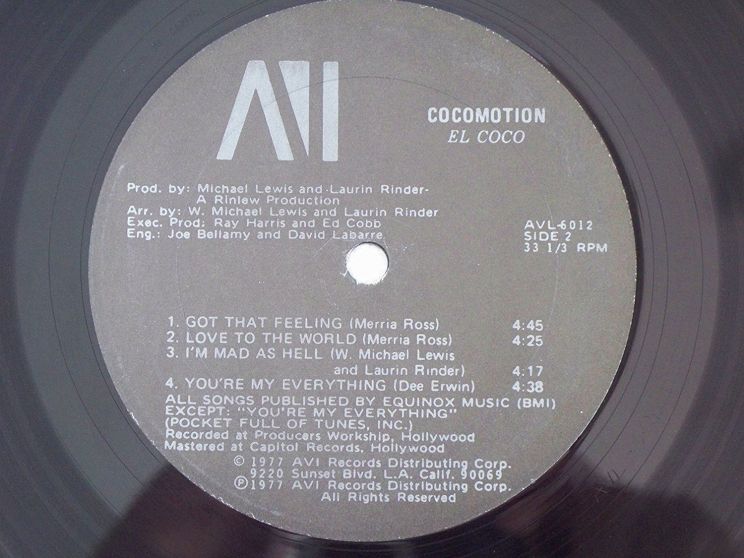 AVI
COCOMOTION
EL COCO
Prod. by: Michael Lewis and Laurin Rinder-
A Rinlew Production
Arr. by: W. Michael Lewis and Laurin Rinder
Exec. Prod: Ray Harris and Ed Cobb
Eng.: Joe Bellamy and David Labarre
AVL-6012
SIDE 2
33 1/3 RPM
1. GOT THAT FEELING (Merria Ross) 4:45
2. LOVE TO THE WORLD (Merria Ross) 4:25
3. I'M MAD AS HELL (W. Michael Lewis
and Laurin Rinder) 4:17
4. YOU'RE MY EVERYTHING (Dee Erwin) 4:38
ALL SONGS PUBLISHED BY EQUINOX MUSIC (BMI)
EXCEPT: "YOU'RE MY EVERYTHING"
(POCKET FULL OF TUNES, INC.)
Recorded at Producers Workship, Hollywood
Mastered at Capitol Records, Hollywood
© 1977 AVI Records Distributing Corp.
9220 Sunset Blvd. L.A. Calif. 90069
℗ 1977 AVI Records Distributing Corp.
All Rights Reserved